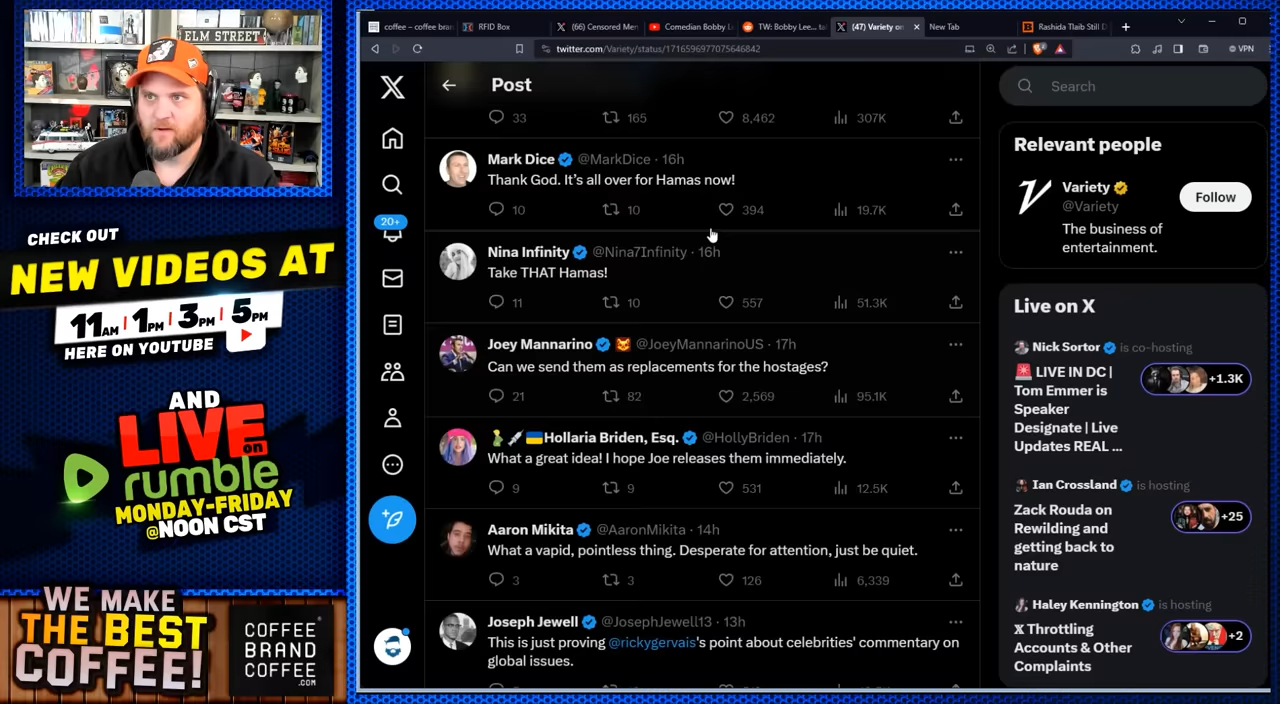 ELM STREET
CHECK OUT
NEW VIDEOS AT
11AM | 1PM | 3PM | 5PM
HERE ON YOUTUBE
AND
LIVE
on
rumble
MONDAY-FRIDAY
@NOON CST
WE MAKE
THE BEST
COFFEE!
COFFEE
BRAND
COFFEE
.COM
coffee – coffee bran
RFID Box
(66) Censored Men
Comedian Bobby L
TW: Bobby Lee... ta
(47) Variety on
New Tab
Rashida Tlaib Still D
twitter.com/Variety/status/1716596977075646842
VPN
Post
33 165 8,462 307K
Mark Dice @MarkDice · 16h
Thank God. It's all over for Hamas now!
10 10 394 19.7K
20+
Nina Infinity @Nina7Infinity · 16h
Take THAT Hamas!
11 10 557 51.3K
Joey Mannarino @JoeyMannarinoUS · 17h
Can we send them as replacements for the hostages?
21 82 2,569 95.1K
Hollaria Briden, Esq. @HollyBriden · 17h
What a great idea! I hope Joe releases them immediately.
9 9 531 12.5K
Aaron Mikita @AaronMikita · 14h
What a vapid, pointless thing. Desperate for attention, just be quiet.
3 3 126 6,339
Joseph Jewell @JosephJewell13 · 13h
This is just proving @rickygervais's point about celebrities' commentary on
global issues.
Search
Relevant people
Variety
@Variety
Follow
The business of
entertainment.
Live on X
Nick Sortor is co-hosting
LIVE IN DC |
Tom Emmer is
Speaker
Designate | Live
Updates REAL ...
+1.3K
Ian Crossland is hosting
Zack Rouda on
Rewilding and
getting back to
nature
+25
Haley Kennington is hosting
X Throttling
Accounts & Other
Complaints
+2